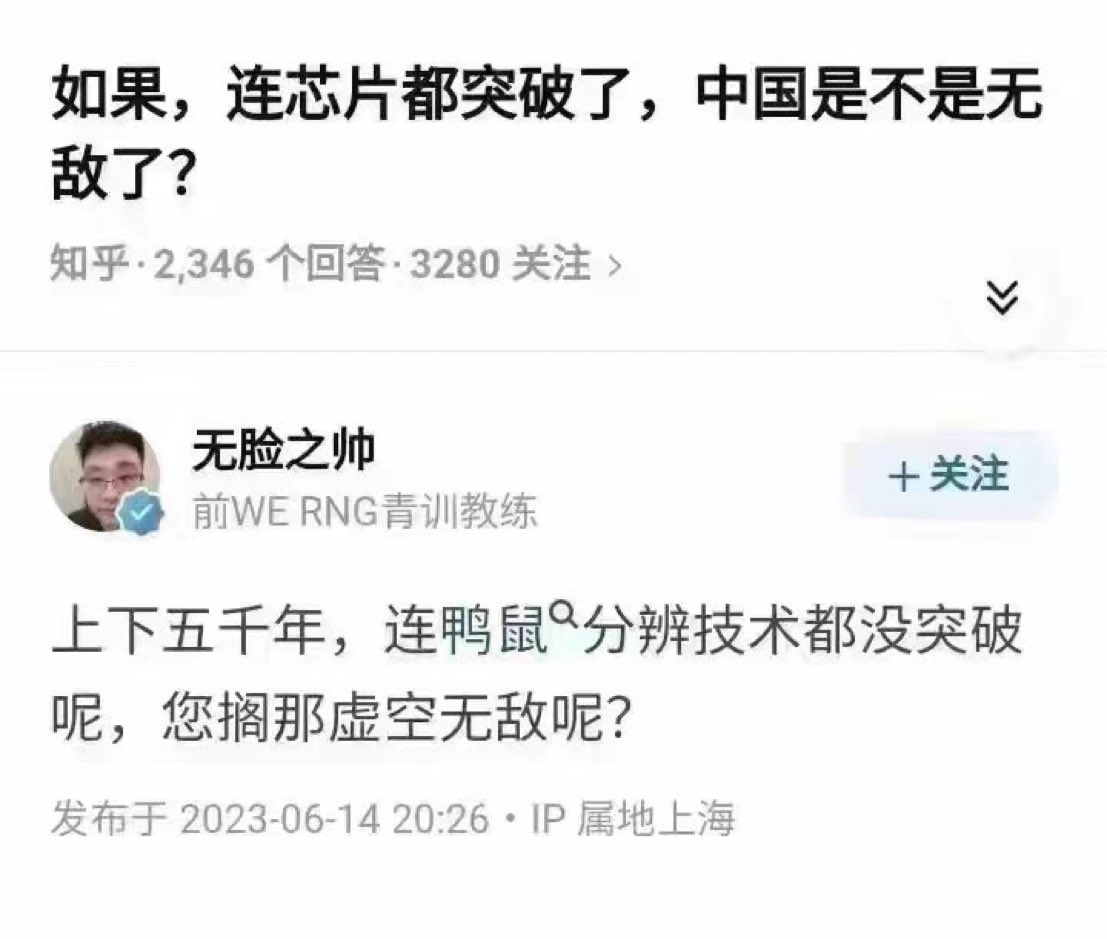 如果，连芯片都突破了，中国是不是无
敌了？
知乎·2,346 个回答·3280 关注 >
无脸之帅
前WE RNG青训教练
＋关注
上下五千年，连鸭鼠分辨技术都没突破
呢，您搁那虚空无敌呢？
发布于 2023-06-14 20:26・IP 属地上海